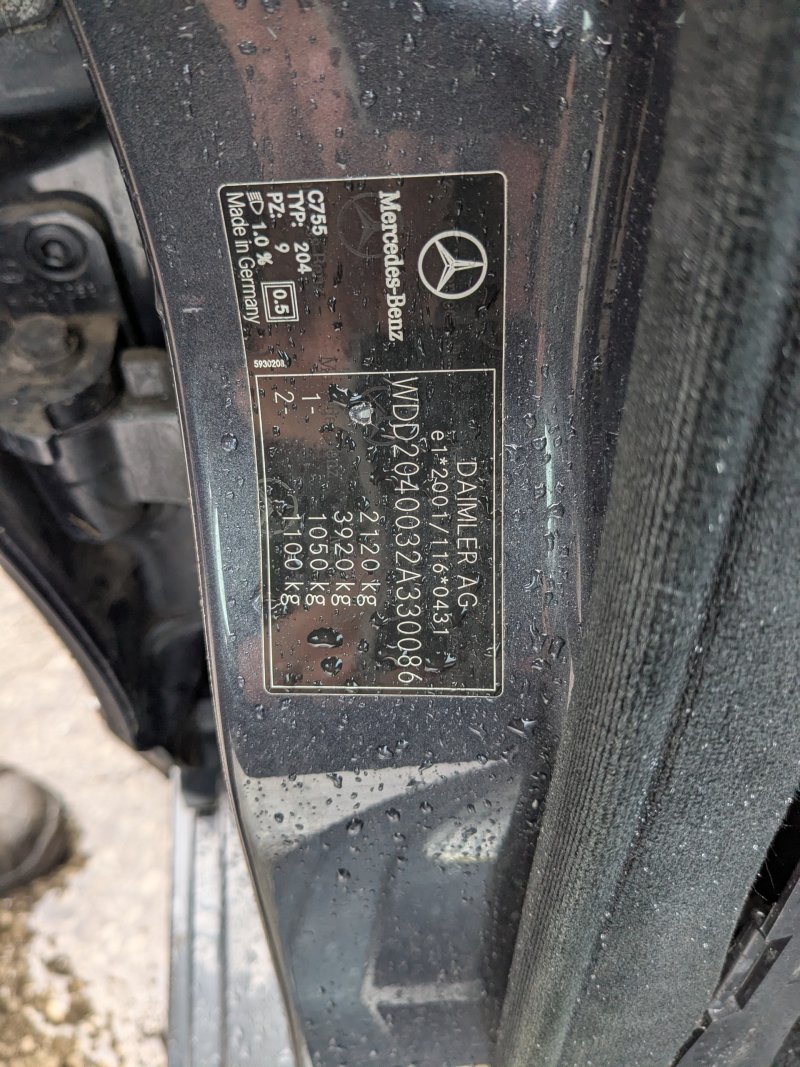 Mercedes-Benz
C755
TYP: 204
PZ: 9
1.0 %
0.5
Made in Germany
5930208
DAIMLER AG
e1*2001/116*0431
WDD2040032A330086
2120 kg
3920 kg
1- 1050 kg
2- 1100 kg